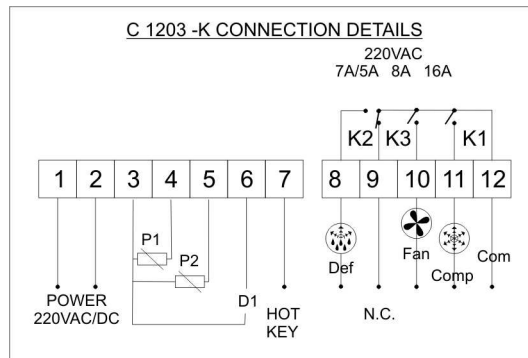 C 1203 -K CONNECTION DETAILS
220VAC
7A/5A 8A 16A
K2 K3 K1
1 2 3 4 5 6 7 8 9 10 11 12
P1
P2
Def Fan Comp Com
D1
POWER
220VAC/DC
HOT
KEY
N.C.